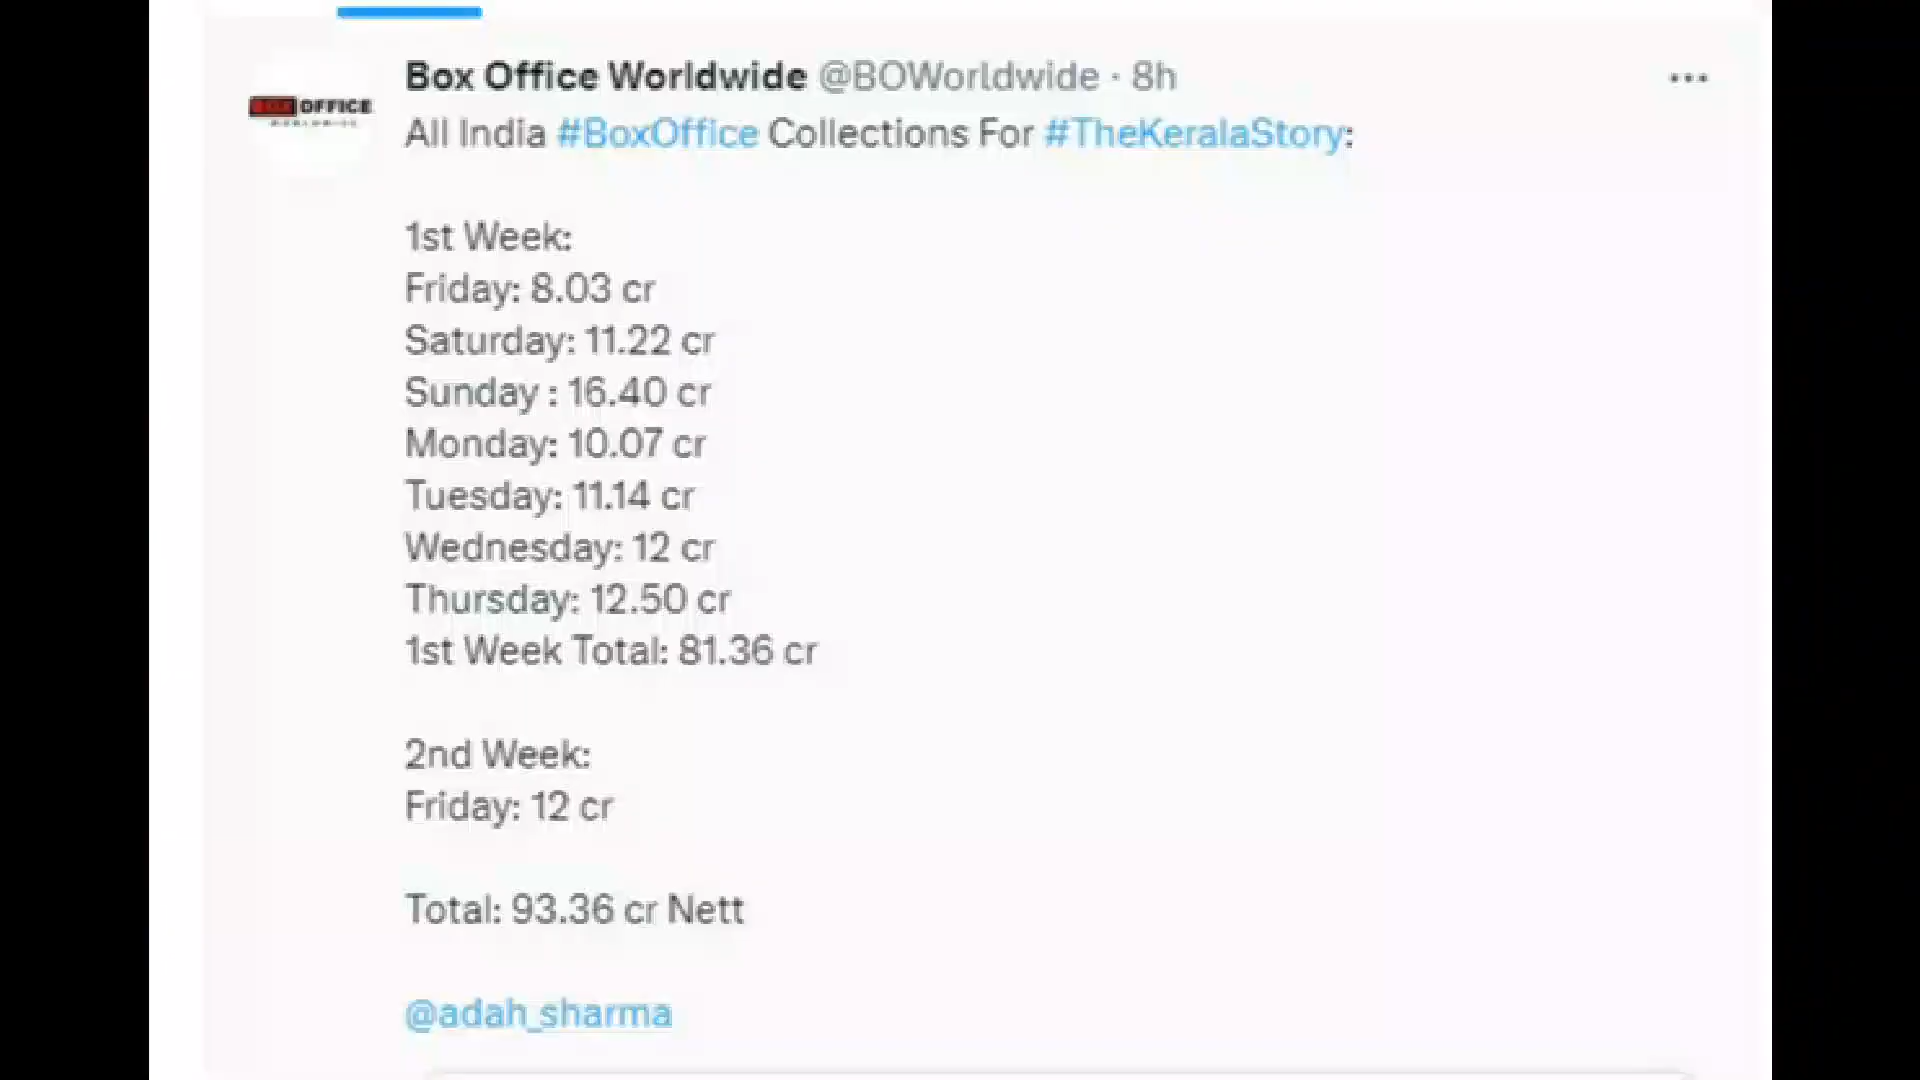 Box Office Worldwide @BOWorldwide · 8h
OFFICE
All India #BoxOffice Collections For #TheKeralaStory:
1st Week:
Friday: 8.03 cr
Saturday: 11.22 cr
Sunday : 16.40 cr
Monday: 10.07 cr
Tuesday: 11.14 cr
Wednesday: 12 cr
Thursday: 12.50 cr
1st Week Total: 81.36 cr
2nd Week:
Friday: 12 cr
Total: 93.36 cr Nett
@adah_sharma